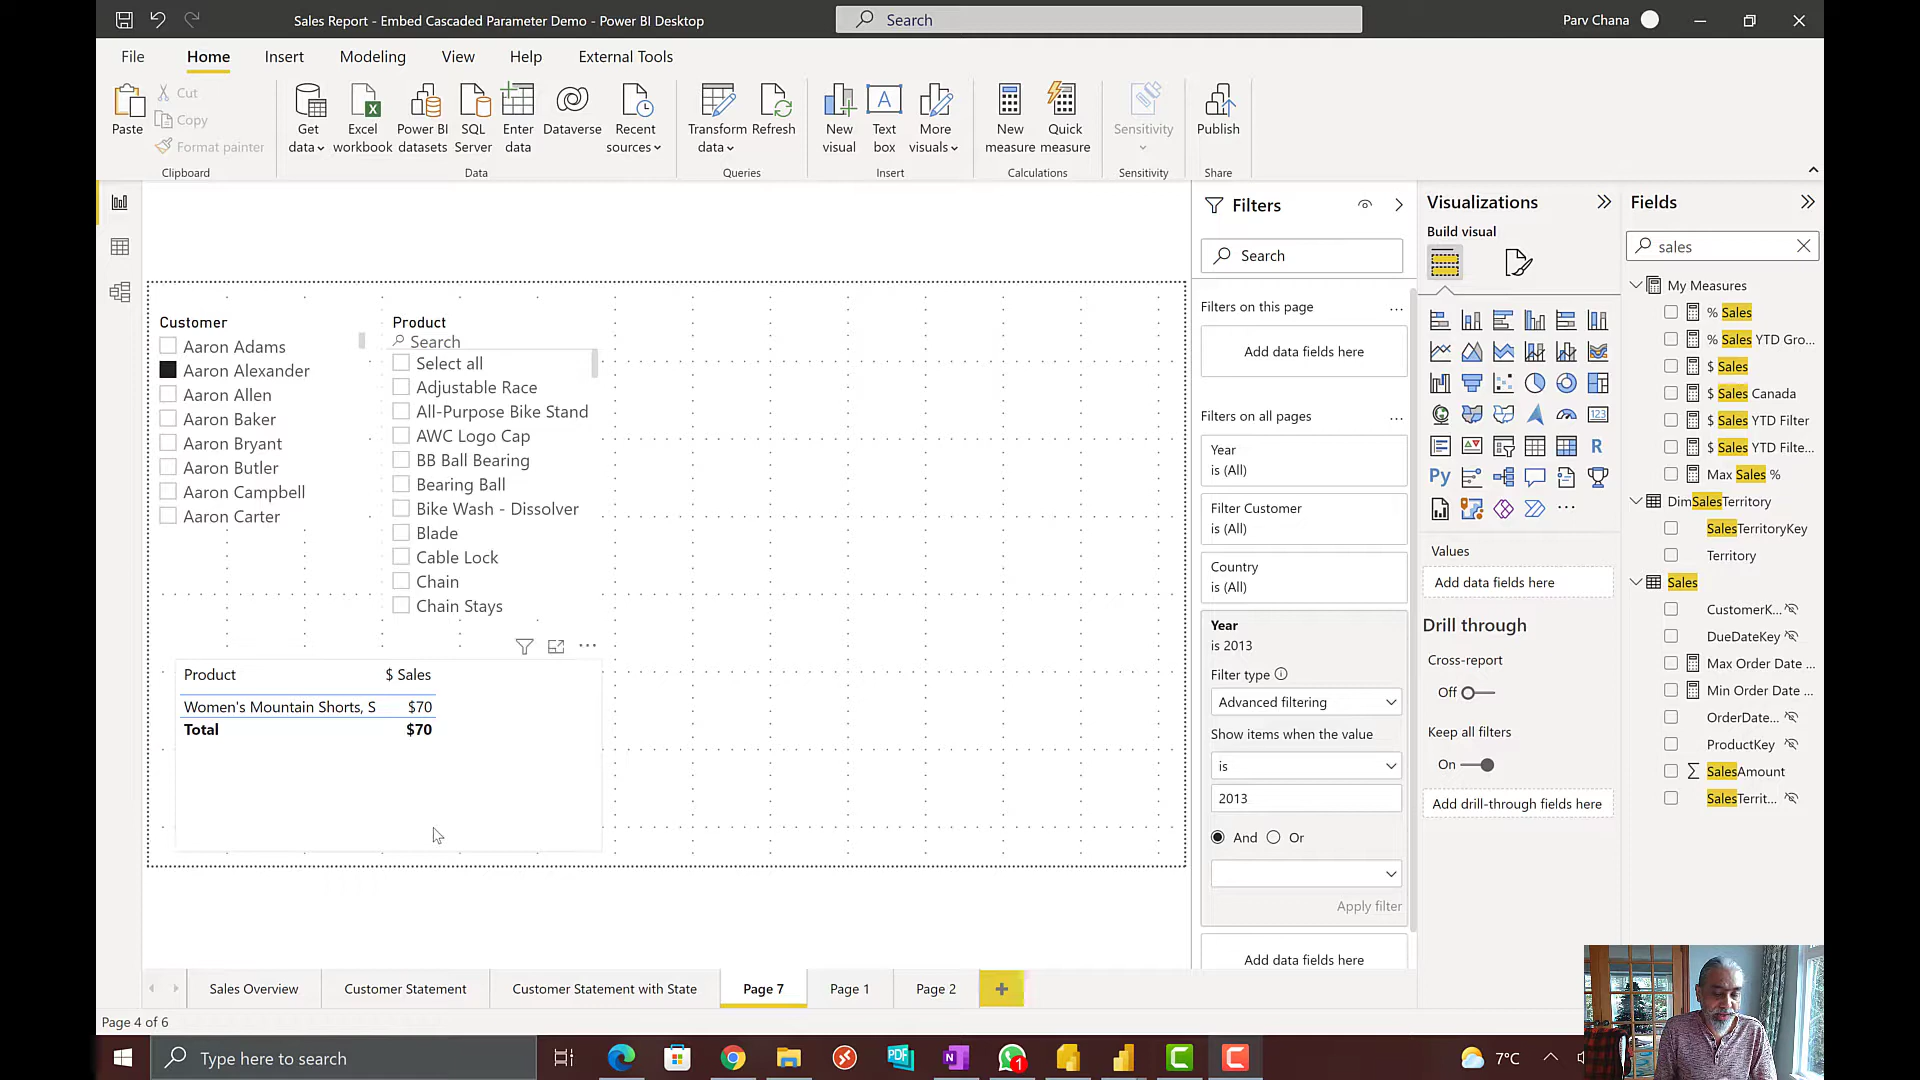 Sales Report - Embed Cascaded Parameter Demo - Power BI Desktop
Search
Parv Chana
File Home Insert Modeling View Help External Tools
Paste
Cut
Copy
Format painter
Clipboard
Get data
Excel workbook
Power BI datasets
SQL Server
Enter data
Dataverse
Recent sources
Data
Transform data
Refresh
Queries
New visual
Text box
More visuals
Insert
New measure
Quick measure
Calculations
Sensitivity
Sensitivity
Publish
Share
Customer
Aaron Adams
Aaron Alexander
Aaron Allen
Aaron Baker
Aaron Bryant
Aaron Butler
Aaron Campbell
Aaron Carter
Product
Search
Select all
Adjustable Race
All-Purpose Bike Stand
AWC Logo Cap
BB Ball Bearing
Bearing Ball
Bike Wash - Dissolver
Blade
Cable Lock
Chain
Chain Stays
Product $ Sales
Women's Mountain Shorts, S $70
Total $70
Filters
Search
Filters on this page ...
Add data fields here
Filters on all pages ...
Year
is (All)
Filter Customer
is (All)
Country
is (All)
Year
is 2013
Filter type
Advanced filtering
Show items when the value
is
2013
And Or
Apply filter
Add data fields here
Visualizations
Build visual
R
Py
123
...
Values
Add data fields here
Drill through
Cross-report
Off
Keep all filters
On
Add drill-through fields here
Fields
sales
My Measures
% Sales
% Sales YTD Gro...
$ Sales
$ Sales Canada
$ Sales YTD Filter
$ Sales YTD Filte...
Max Sales %
DimSalesTerritory
SalesTerritoryKey
Territory
Sales
CustomerK...
DueDateKey
Max Order Date ...
Min Order Date ...
OrderDate...
ProductKey
SalesAmount
SalesTerrit...
Sales Overview
Customer Statement
Customer Statement with State
Page 7
Page 1
Page 2
Page 4 of 6
Type here to search
PDF
N
1
7°C